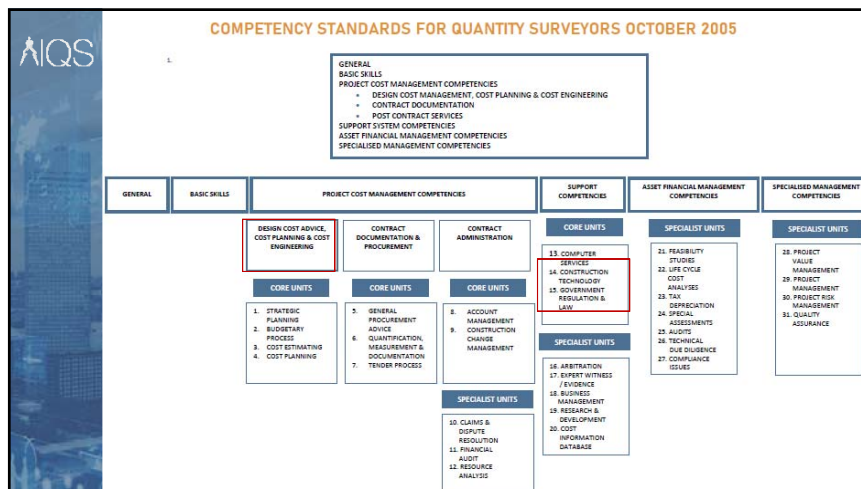 AIQS
COMPETENCY STANDARDS FOR QUANTITY SURVEYORS OCTOBER 2005
1.
GENERAL
BASIC SKILLS
PROJECT COST MANAGEMENT COMPETENCIES
• DESIGN COST MANAGEMENT, COST PLANNING & COST ENGINEERING
• CONTRACT DOCUMENTATION
• POST CONTRACT SERVICES
SUPPORT SYSTEM COMPETENCIES
ASSET FINANCIAL MANAGEMENT COMPETENCIES
SPECIALISED MANAGEMENT COMPETENCIES
GENERAL
BASIC SKILLS
PROJECT COST MANAGEMENT COMPETENCIES
SUPPORT
COMPETENCIES
ASSET FINANCIAL MANAGEMENT
COMPETENCIES
SPECIALISED MANAGEMENT
COMPETENCIES
DESIGN COST ADVICE,
COST PLANNING & COST
ENGINEERING
CORE UNITS
1. STRATEGIC
PLANNING
2. BUDGETARY
PROCESS
3. COST ESTIMATING
4. COST PLANNING
CONTRACT
DOCUMENTATION &
PROCUREMENT
CORE UNITS
5. GENERAL
PROCUREMENT
ADVICE
6. QUANTIFICATION,
MEASUREMENT &
DOCUMENTATION
7. TENDER PROCESS
CONTRACT
ADMINISTRATION
CORE UNITS
8. ACCOUNT
MANAGEMENT
9. CONSTRUCTION
CHANGE
MANAGEMENT
SPECIALIST UNITS
10. CLAIMS &
DISPUTE
RESOLUTION
11. FINANCIAL
AUDIT
12. RESOURCE
ANALYSIS
CORE UNITS
13. COMPUTER
SERVICES
14. CONSTRUCTION
TECHNOLOGY
15. GOVERNMENT
REGULATION &
LAW
SPECIALIST UNITS
16. ARBITRATION
17. EXPERT WITNESS
/ EVIDENCE
18. BUSINESS
MANAGEMENT
19. RESEARCH &
DEVELOPMENT
20. COST
INFORMATION
DATABASE
SPECIALIST UNITS
21. FEASIBILITY
STUDIES
22. LIFE CYCLE
COST
ANALYSES
23. TAX
DEPRECIATION
24. SPECIAL
ASSESSMENTS
25. AUDITS
26. TECHNICAL
DUE DILIGENCE
27. COMPLIANCE
ISSUES
SPECIALIST UNITS
28. PROJECT
VALUE
MANAGEMENT
29. PROJECT
MANAGEMENT
30. PROJECT RISK
MANAGEMENT
31. QUALITY
ASSURANCE